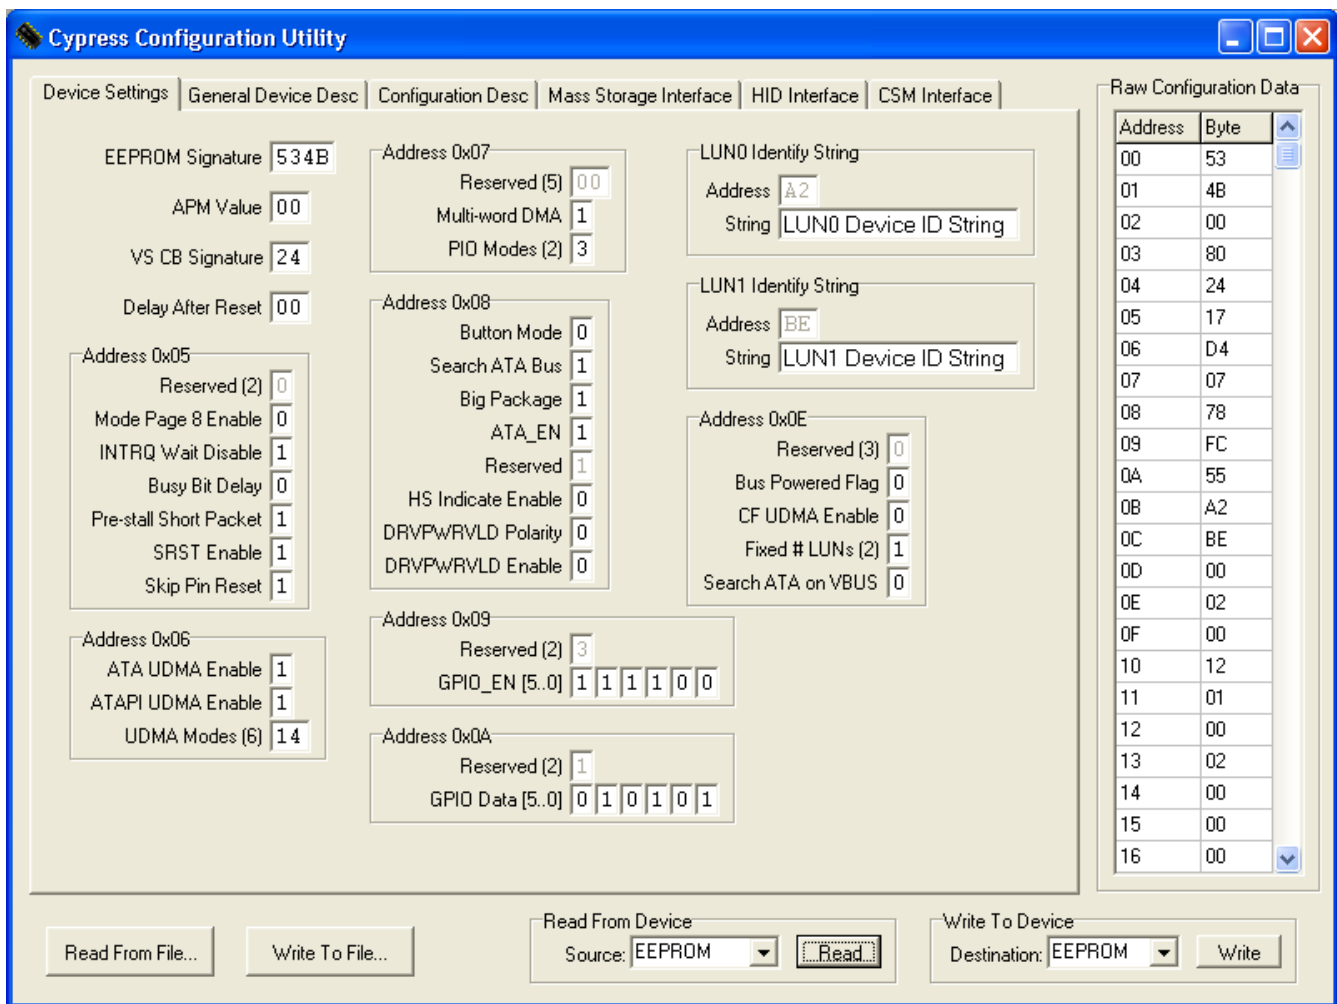 Cypress Configuration Utility
Device Settings General Device Desc Configuration Desc Mass Storage Interface HID Interface CSM Interface
EEPROM Signature 534B
APM Value 00
VS CB Signature 24
Delay After Reset 00
Address 0x05
Reserved (2) 0
Mode Page 8 Enable 0
INTRQ Wait Disable 1
Busy Bit Delay 0
Pre-stall Short Packet 1
SRST Enable 1
Skip Pin Reset 1
Address 0x06
ATA UDMA Enable 1
ATAPI UDMA Enable 1
UDMA Modes (6) 14
Address 0x07
Reserved (5) 00
Multi-word DMA 1
PIO Modes (2) 3
Address 0x08
Button Mode 0
Search ATA Bus 1
Big Package 1
ATA_EN 1
Reserved 1
HS Indicate Enable 0
DRVPWRVLD Polarity 0
DRVPWRVLD Enable 0
Address 0x09
Reserved (2) 3
GPIO_EN [5..0] 1 1 1 1 0 0
Address 0x0A
Reserved (2) 1
GPIO Data [5..0] 0 1 0 1 0 1
LUN0 Identify String
Address A2
String LUN0 Device ID String
LUN1 Identify String
Address BE
String LUN1 Device ID String
Address 0x0E
Reserved (3) 0
Bus Powered Flag 0
CF UDMA Enable 0
Fixed # LUNs (2) 1
Search ATA on VBUS 0
Raw Configuration Data
Address Byte
00 53
01 4B
02 00
03 80
04 24
05 17
06 D4
07 07
08 78
09 FC
0A 55
0B A2
0C BE
0D 00
0E 02
0F 00
10 12
11 01
12 00
13 02
14 00
15 00
16 00
Read From File... Write To File...
Read From Device
Source: EEPROM Read
Write To Device
Destination: EEPROM Write